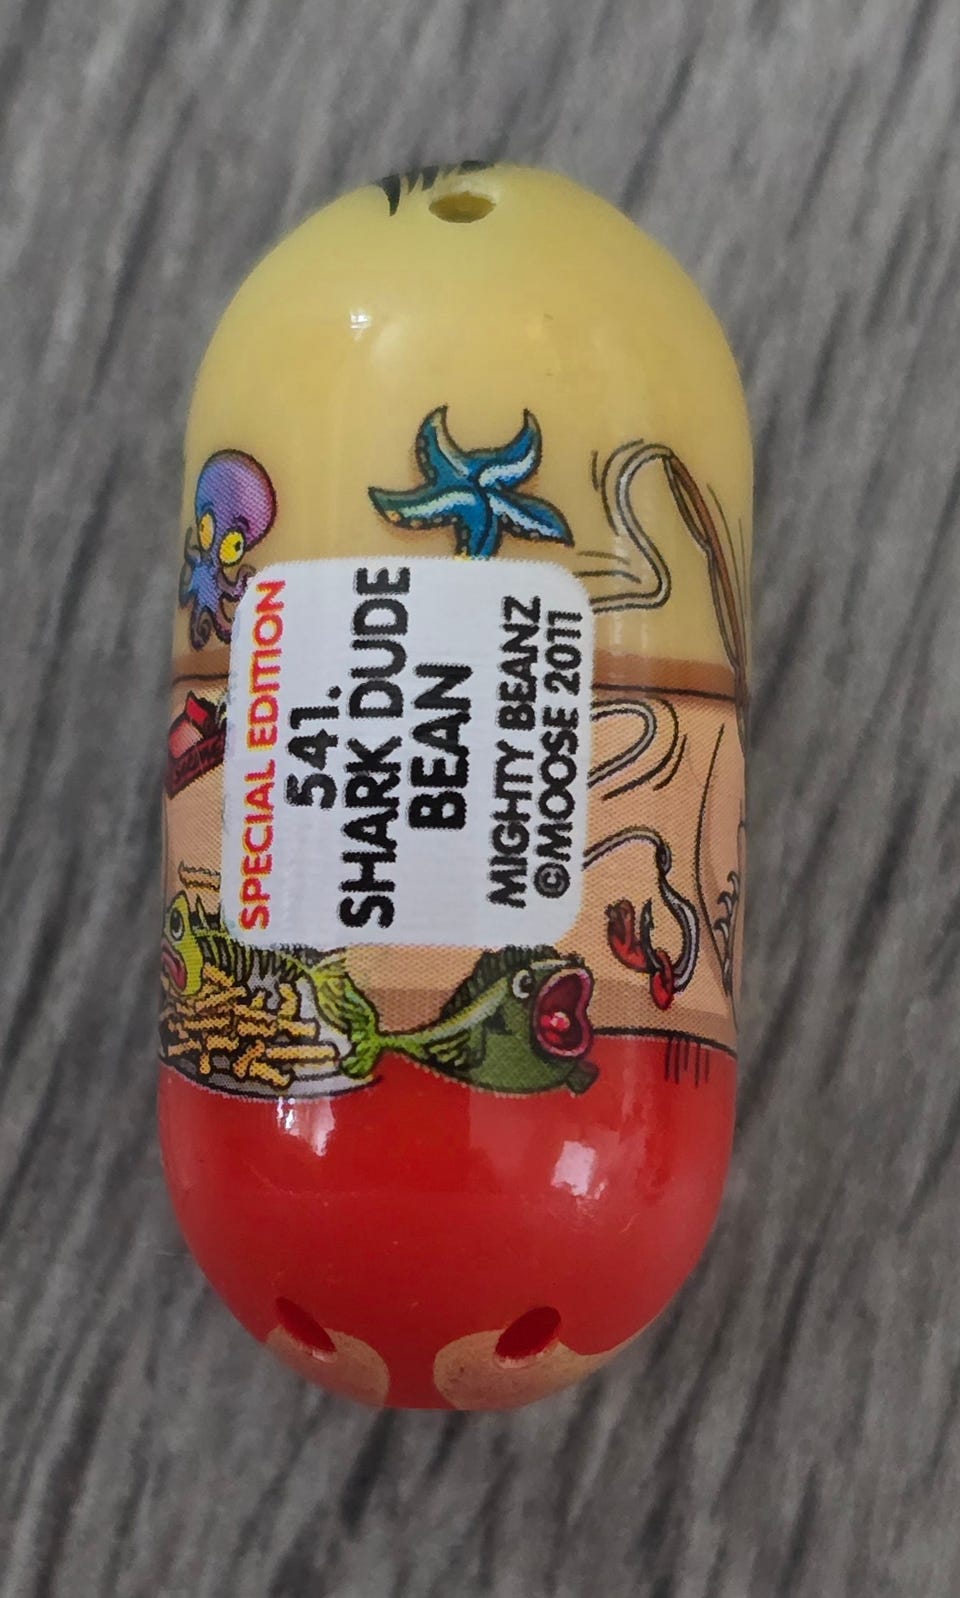 SPECIAL EDITION
541.
SHARK DUDE
BEAN
MIGHTY BEANZ
©MOOSE 2011